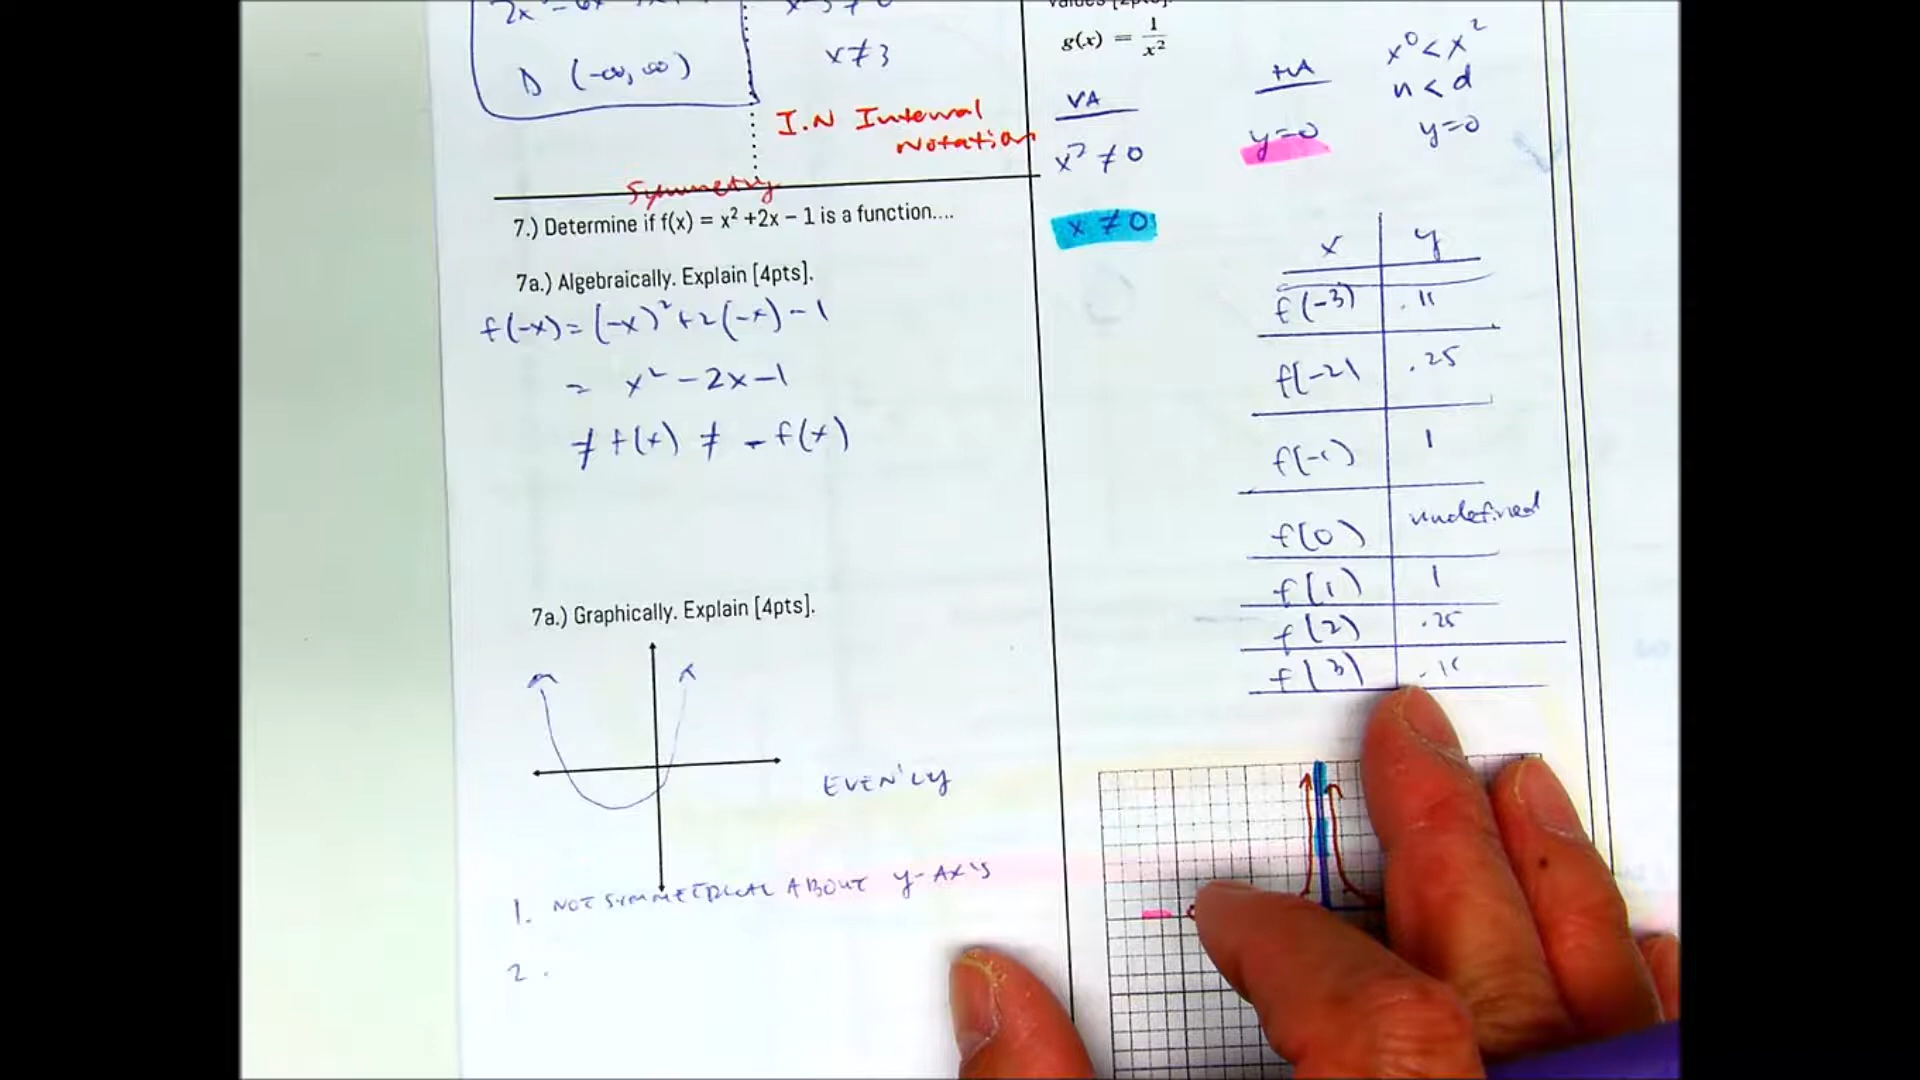 D (-∞, ∞)
x ≠ 3
I.N Interval
Notation
Symmetry
7.) Determine if f(x) = x² +2x – 1 is a function....
7a.) Algebraically. Explain [4pts].
f(-x) = (-x)² + 2(-x) - 1
= x² - 2x - 1
≠ f(x) ≠ - f(x)
7a.) Graphically. Explain [4pts].
EVEN'LY
1. NOT SYMMETRICAL ABOUT y-AXIS
2.
g(x) = 1/x²
VA
x² ≠ 0
x ≠ 0
HA
y=0
x⁰ < x²
n < d
y=0
x y
f(-3) .11
f(-2) .25
f(-1) 1
f(0) undefined
f(1) 1
f(2) .25
f(3) .11